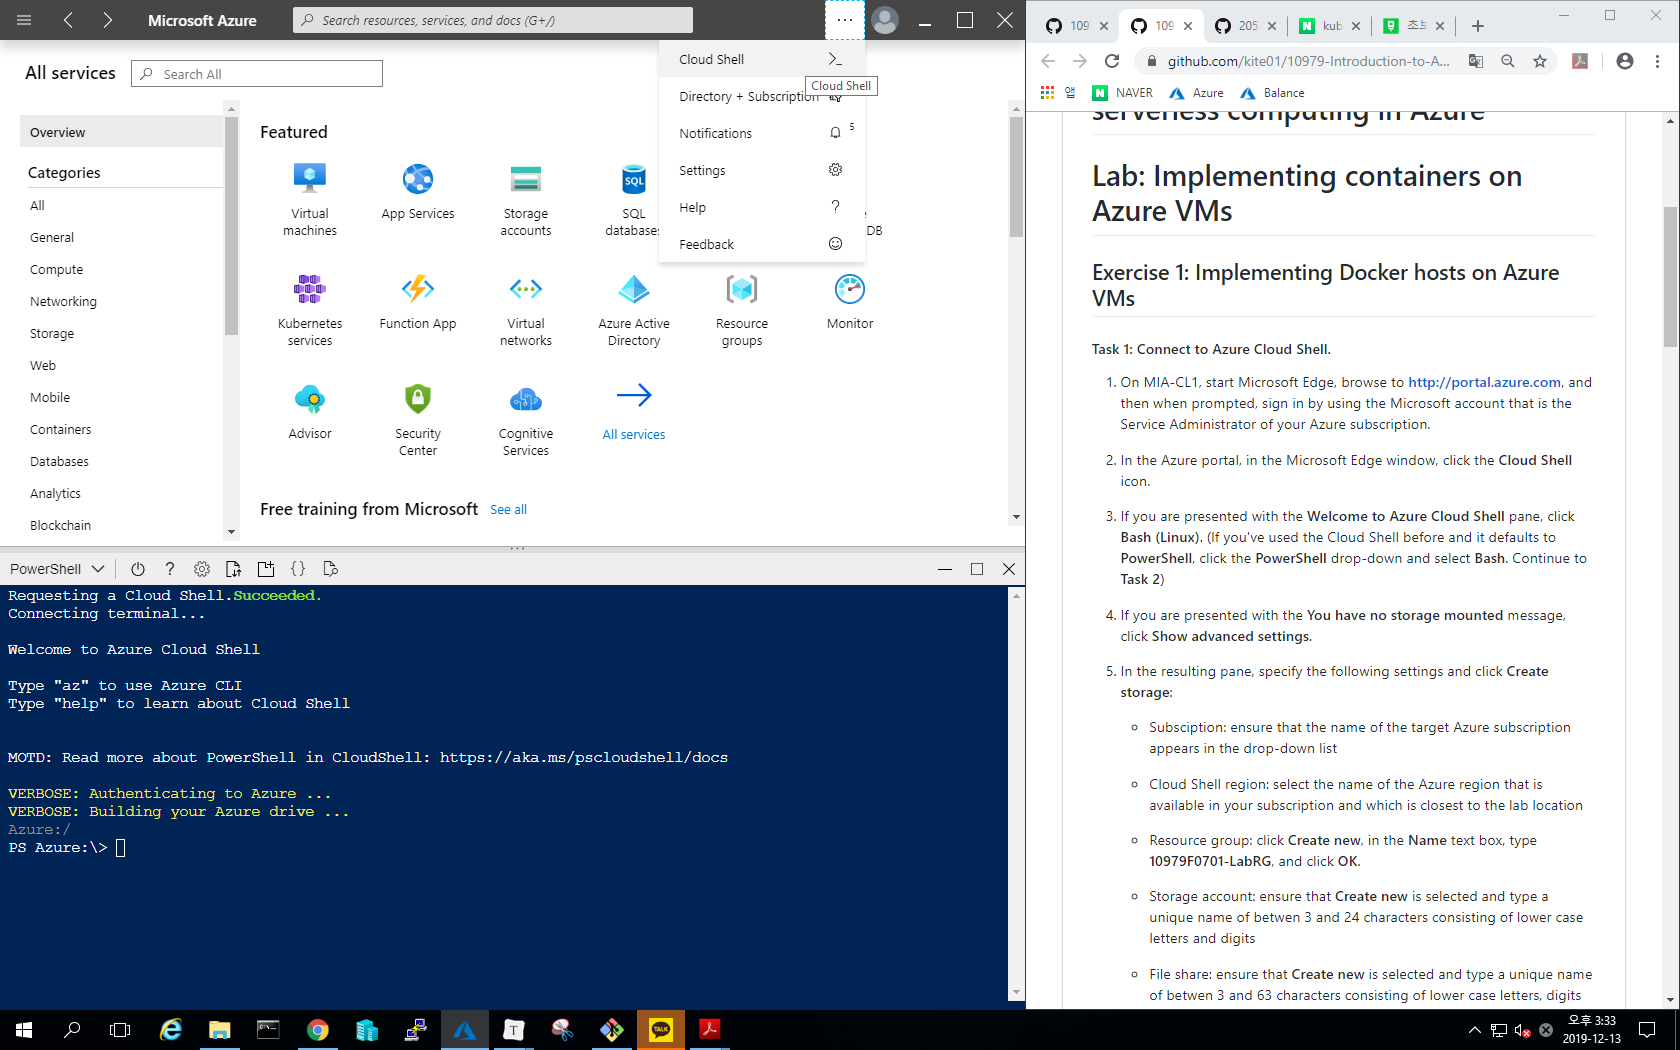 Microsoft Azure
Search resources, services, and docs (G+/)
All services
Search All
Overview
Categories
All
General
Compute
Networking
Storage
Web
Mobile
Containers
Databases
Analytics
Blockchain
Featured
Virtual machines
App Services
Storage accounts
SQL
SQL databases
DB
Kubernetes services
Function App
Virtual networks
Azure Active Directory
Resource groups
Monitor
Advisor
Security Center
Cognitive Services
All services
Free training from Microsoft See all
Cloud Shell
Cloud Shell
Directory + Subscription
Notifications 5
Settings
Help
Feedback
PowerShell
Requesting a Cloud Shell.Succeeded.
Connecting terminal...
Welcome to Azure Cloud Shell
Type "az" to use Azure CLI
Type "help" to learn about Cloud Shell
MOTD: Read more about PowerShell in CloudShell: https://aka.ms/pscloudshell/docs
VERBOSE: Authenticating to Azure ...
VERBOSE: Building your Azure drive ...
Azure:/
PS Azure:\>
109 109 205 kub 초보
github.com/kite01/10979-Introduction-to-A...
앱 NAVER Azure Balance
serverless computing in Azure
Lab: Implementing containers on
Azure VMs
Exercise 1: Implementing Docker hosts on Azure
VMs
Task 1: Connect to Azure Cloud Shell.
1. On MIA-CL1, start Microsoft Edge, browse to http://portal.azure.com, and
then when prompted, sign in by using the Microsoft account that is the
Service Administrator of your Azure subscription.
2. In the Azure portal, in the Microsoft Edge window, click the Cloud Shell
icon.
3. If you are presented with the Welcome to Azure Cloud Shell pane, click
Bash (Linux). (If you've used the Cloud Shell before and it defaults to
PowerShell, click the PowerShell drop-down and select Bash. Continue to
Task 2)
4. If you are presented with the You have no storage mounted message,
click Show advanced settings.
5. In the resulting pane, specify the following settings and click Create
storage:
Subsciption: ensure that the name of the target Azure subscription
appears in the drop-down list
Cloud Shell region: select the name of the Azure region that is
available in your subscription and which is closest to the lab location
Resource group: click Create new, in the Name text box, type
10979F0701-LabRG, and click OK.
Storage account: ensure that Create new is selected and type a
unique name of betwen 3 and 24 characters consisting of lower case
letters and digits
File share: ensure that Create new is selected and type a unique name
of betwen 3 and 63 characters consisting of lower case letters, digits
TALK
오후 3:33
2019-12-13